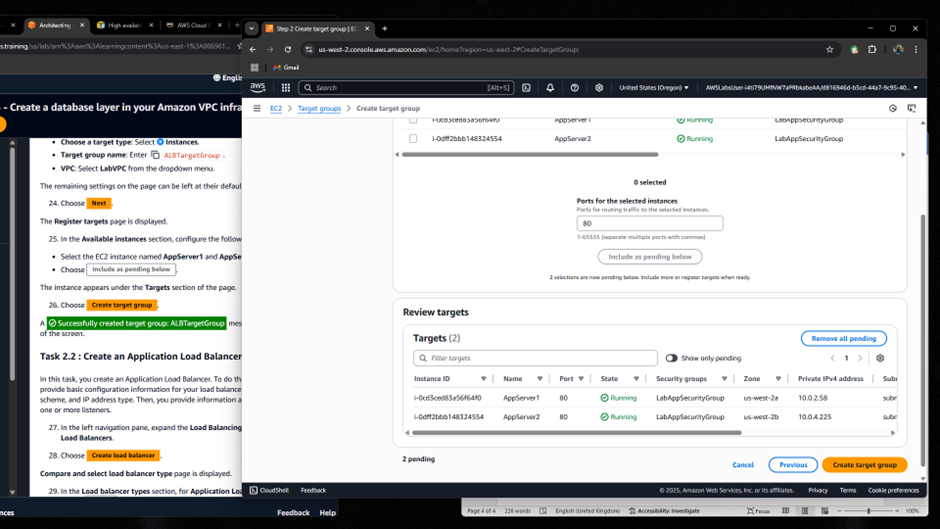 Architecting
High availal
AWS Cloud
Step 2 Create target group | EC
s.training/sa/lab/arn%3Aaws%3Alearningcontent%3Aus-east-1%3A006961...
us-west-2.console.aws.amazon.com/ec2/home?region=us-west-2#CreateTargetGroup:
Gmail
Englis
- Create a database layer in your Amazon VPC infra
aws
Search
[Alt+S]
United States (Oregon)
EC2
Target groups
Create target group
Choose a target type: Select Instances.
Target group name: Enter ALBTargetGroup .
VPC: Select LabVPC from the dropdown menu.
The remaining settings on the page can be left at their defaul
24. Choose Next .
The Register targets page is displayed.
25. In the Available instances section, configure the follow
Select the EC2 instance named AppServer1 and AppSe
Choose Include as pending below .
The instance appears under the Targets section of the page.
26. Choose Create target group .
A Successfully created target group: ALBTargetGroup mes
of the screen.
Task 2.2 : Create an Application Load Balancer
In this task, you create an Application Load Balancer. To do th
provide basic configuration information for your load balance
scheme, and IP address type. Then, you provide information a
one or more listeners.
27. In the left navigation pane, expand the Load Balancing
Load Balancers.
28. Choose Create load balancer .
Compare and select load balancer type page is displayed.
29. In the Load balancer types section, for Application Loa
Feedback Help
i-0cd3ced83a56f64f0 AppServer1 Running LabAppSecurityGroup
i-0dff2bbb148324554 AppServer2 Running LabAppSecurityGroup
0 selected
Ports for the selected instances
Ports for routing traffic to the selected instances.
80
1-65535 (separate multiple ports with commas)
Include as pending below
2 selections are now pending below. Include more or register targets when ready.
Review targets
Targets (2)
Remove all pending
Filter targets
Show only pending
1
Instance ID Name Port State Security groups Zone Private IPv4 address Subr
i-0cd3ced83a56f64f0 AppServer1 80 Running LabAppSecurityGroup us-west-2a 10.0.2.58 subr
i-0dff2bbb148324554 AppServer2 80 Running LabAppSecurityGroup us-west-2b 10.0.4.225 subr
2 pending
Cancel
Previous
Create target group
CloudShell Feedback
© 2025, Amazon Web Services, Inc. or its affiliates. Privacy Terms Cookie preferences
Page 4 of 4 226 words English (United Kingdom) Accessibility: Investigate Focus 100%